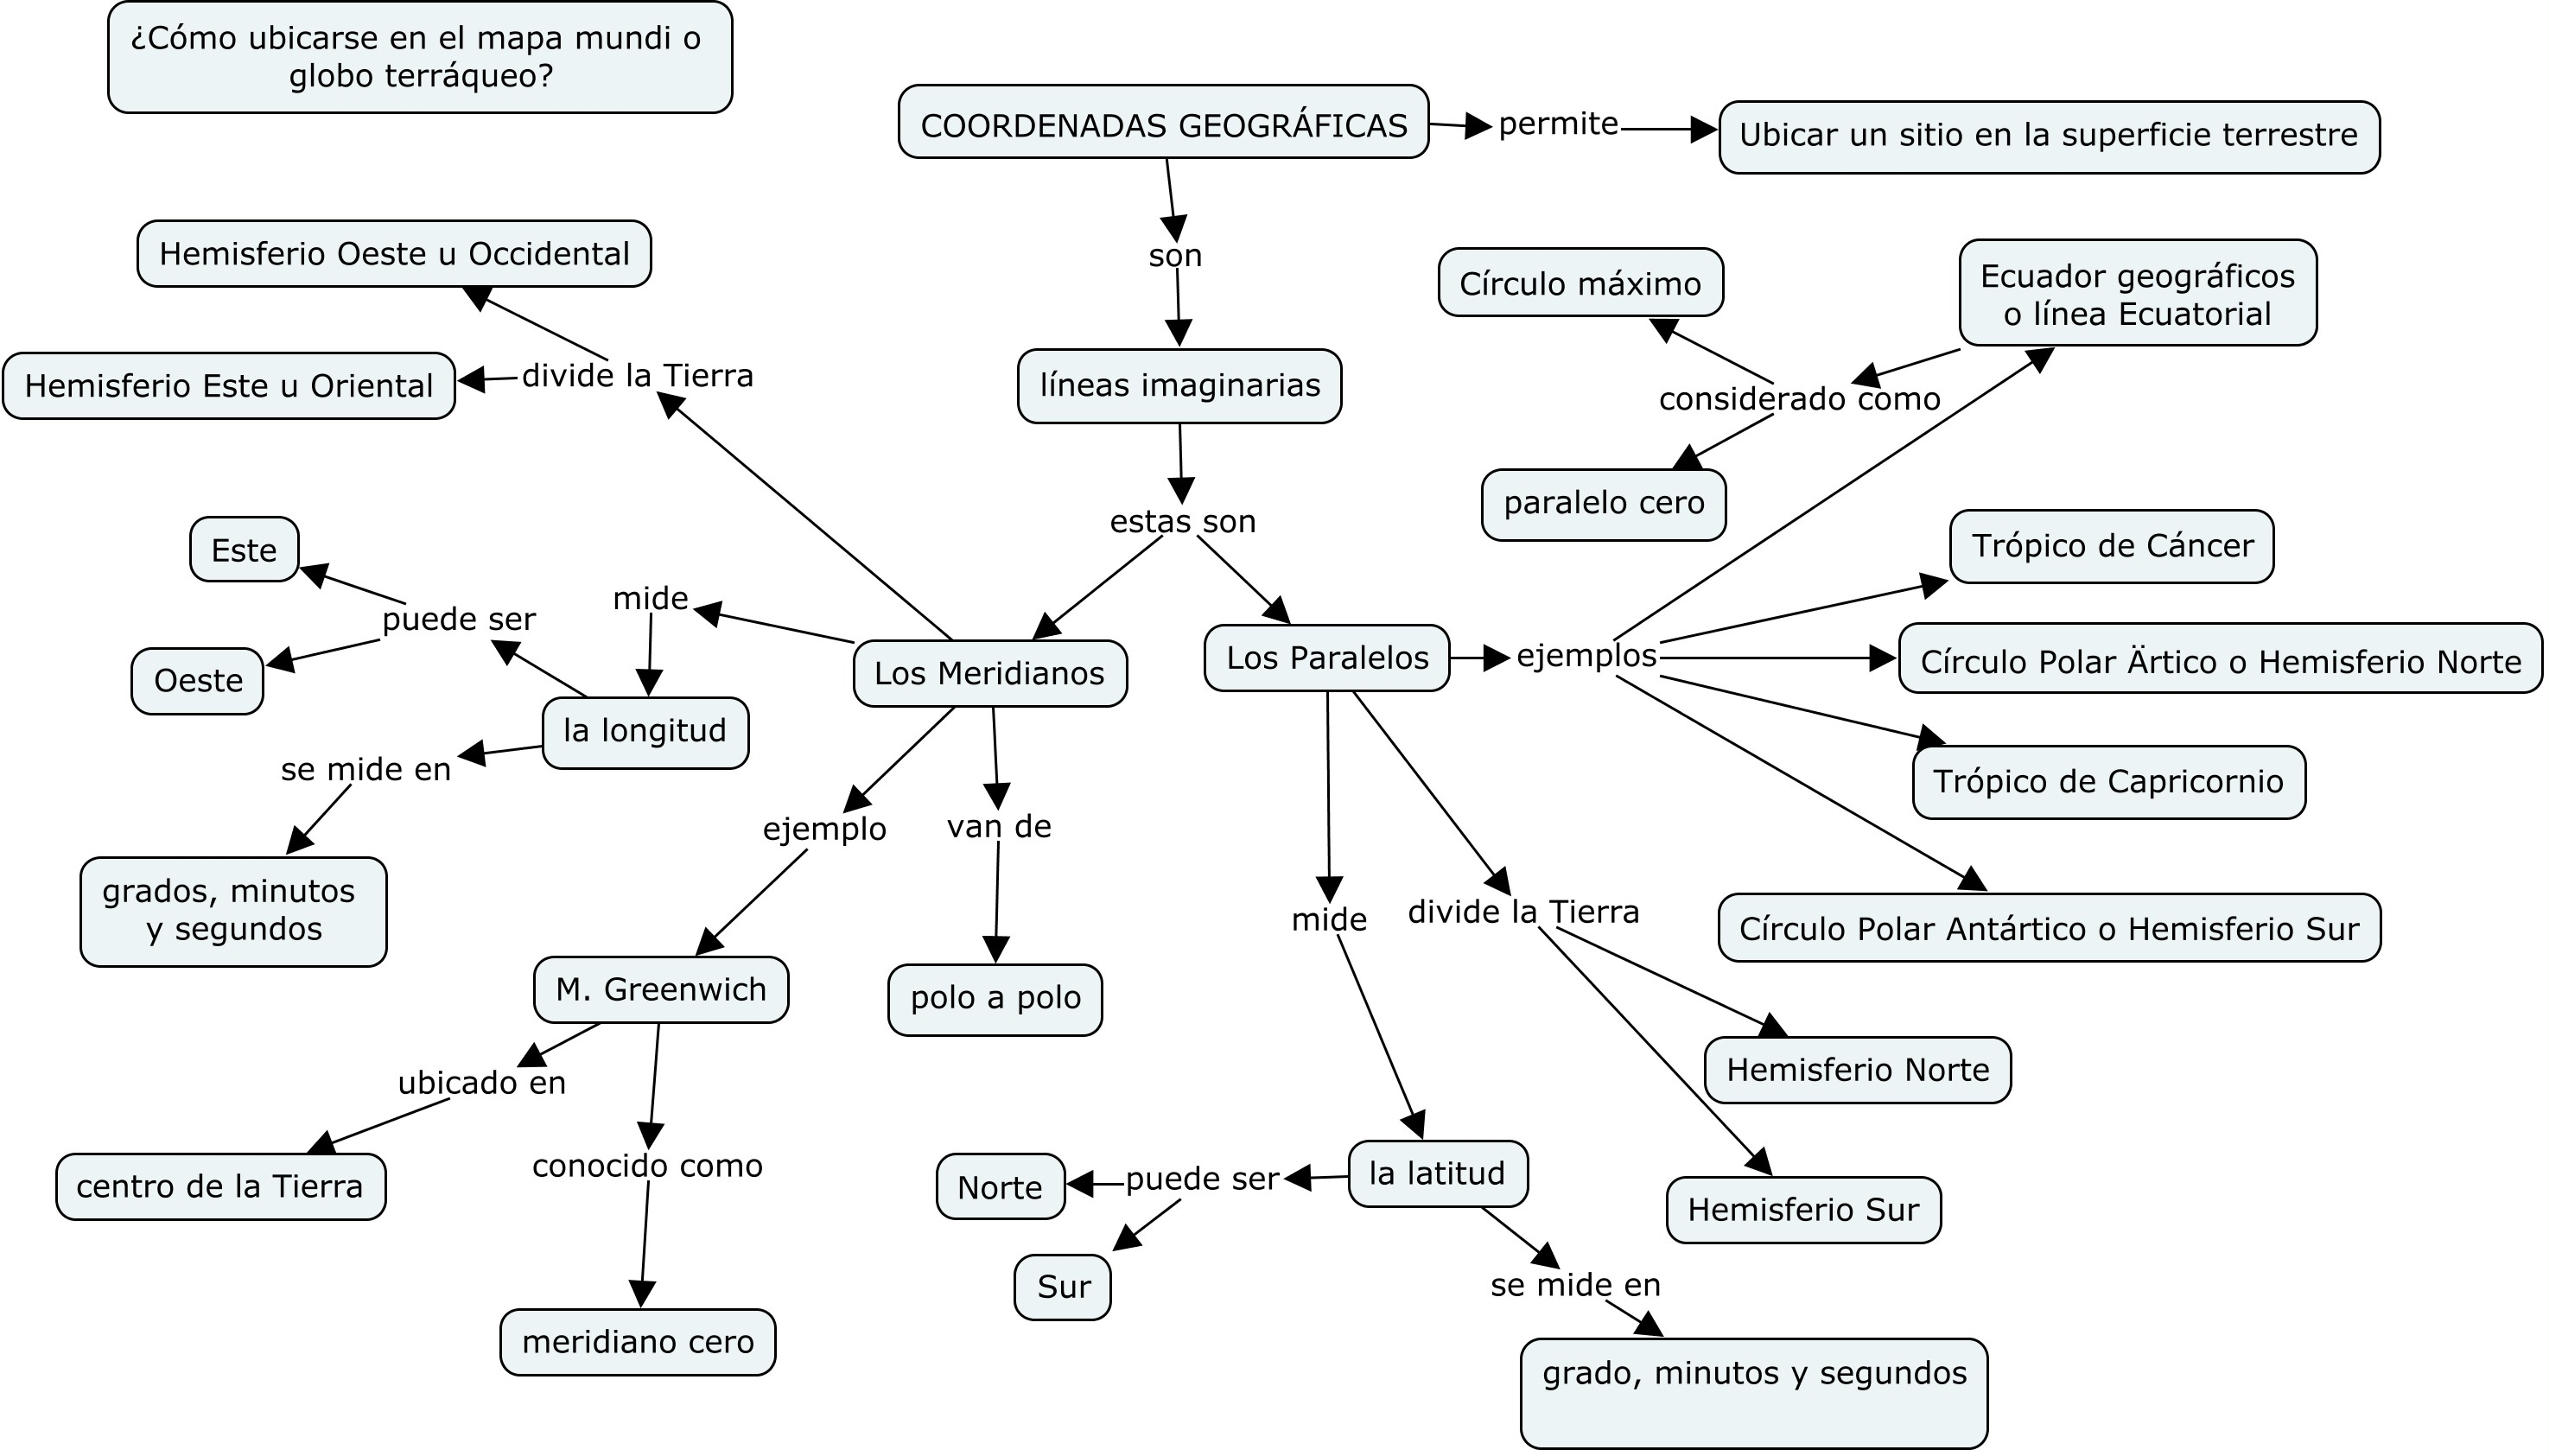 ¿Cómo ubicarse en el mapa mundi o
globo terráqueo?
COORDENADAS GEOGRÁFICAS
permite
Ubicar un sitio en la superficie terrestre
son
líneas imaginarias
estas son
Hemisferio Oeste u Occidental
Hemisferio Este u Oriental
divide la Tierra
Círculo máximo
Ecuador geográficos
o línea Ecuatorial
considerado como
paralelo cero
Este
puede ser
Oeste
mide
la longitud
se mide en
grados, minutos
y segundos
Los Meridianos
Los Paralelos
ejemplos
Trópico de Cáncer
Círculo Polar Ärtico o Hemisferio Norte
Trópico de Capricornio
Círculo Polar Antártico o Hemisferio Sur
ejemplo
van de
M. Greenwich
polo a polo
ubicado en
centro de la Tierra
conocido como
meridiano cero
mide
divide la Tierra
Hemisferio Norte
Hemisferio Sur
la latitud
puede ser
Norte
Sur
se mide en
grado, minutos y segundos